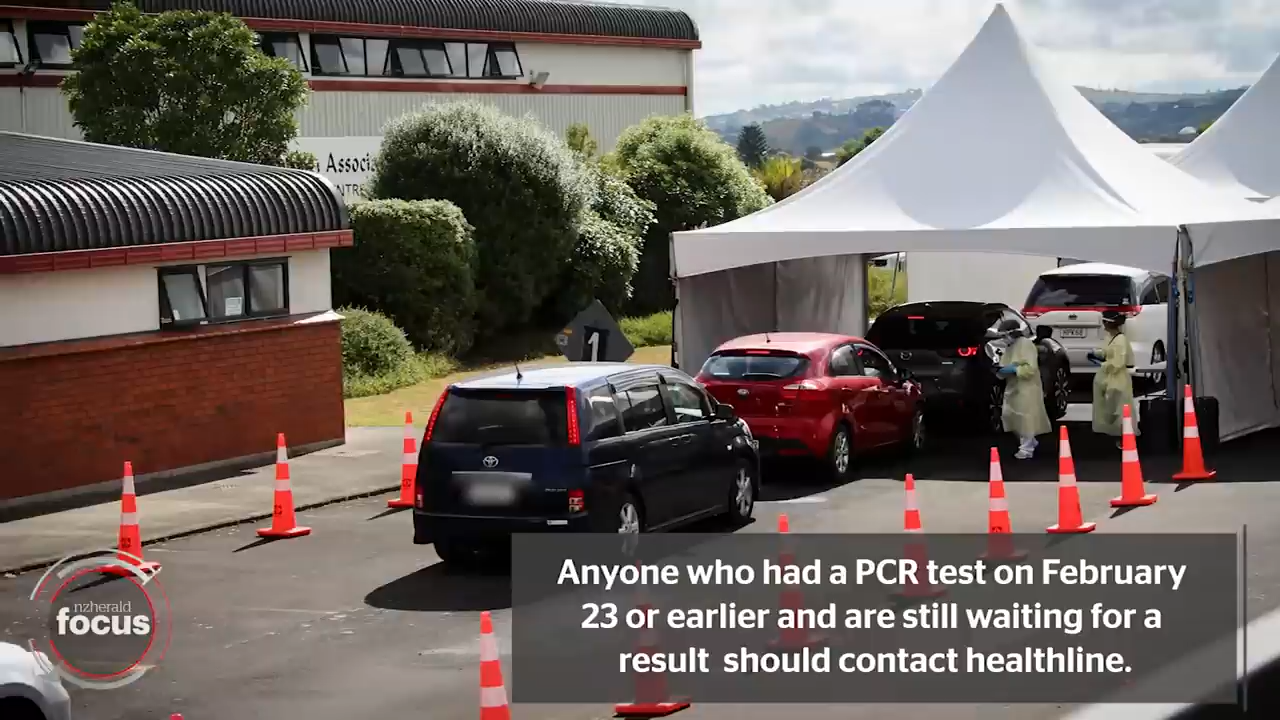 Associ
1
nzherald
focus
Anyone who had a PCR test on February
23 or earlier and are still waiting for a
result should contact healthline.